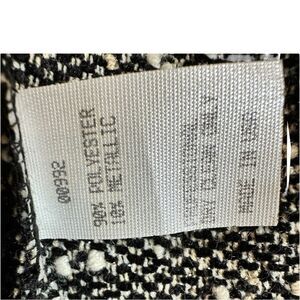 00992
90% POLYESTER
10% METALLIC
PROFESSIONAL
DRY CLEAN ONLY
MADE IN USA